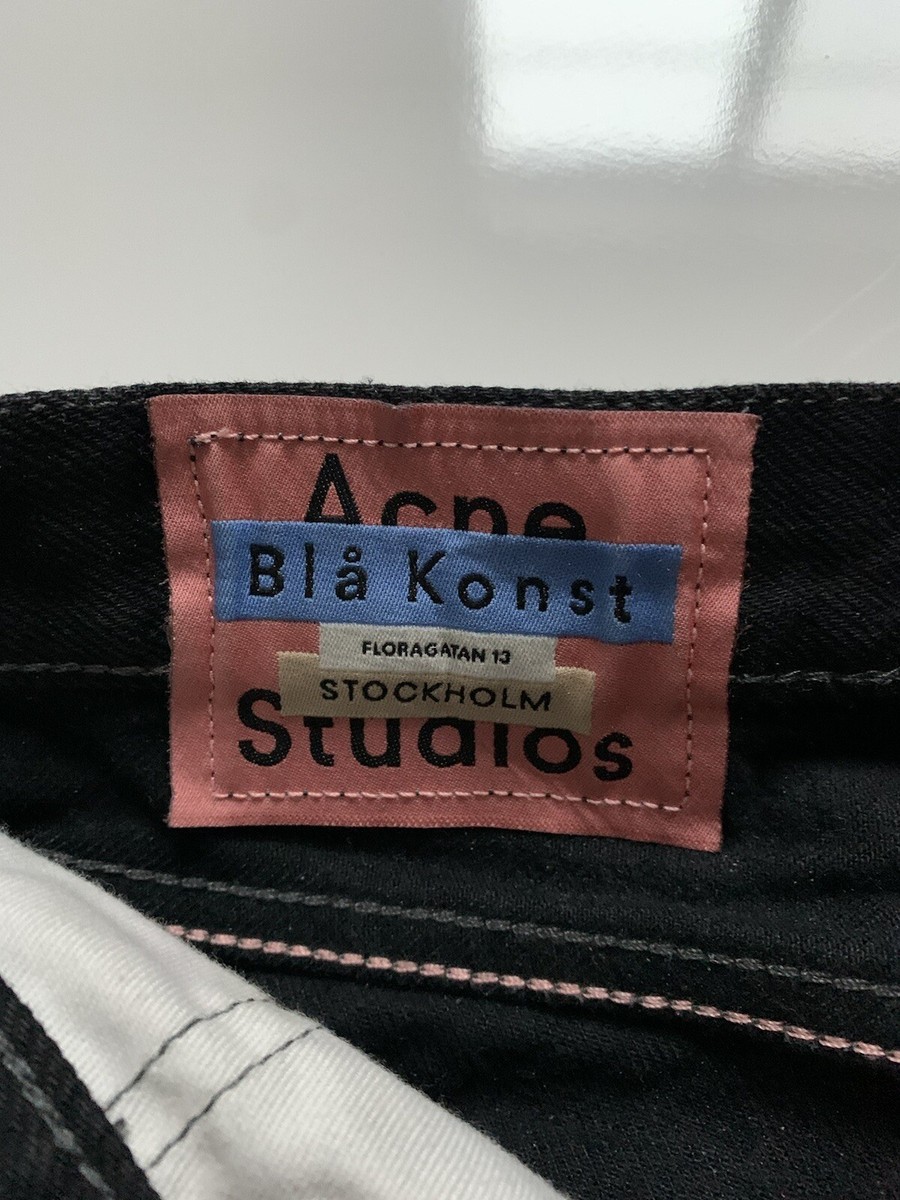 Acne
Blå Konst
FLORAGATAN 13
STOCKHOLM
Studios